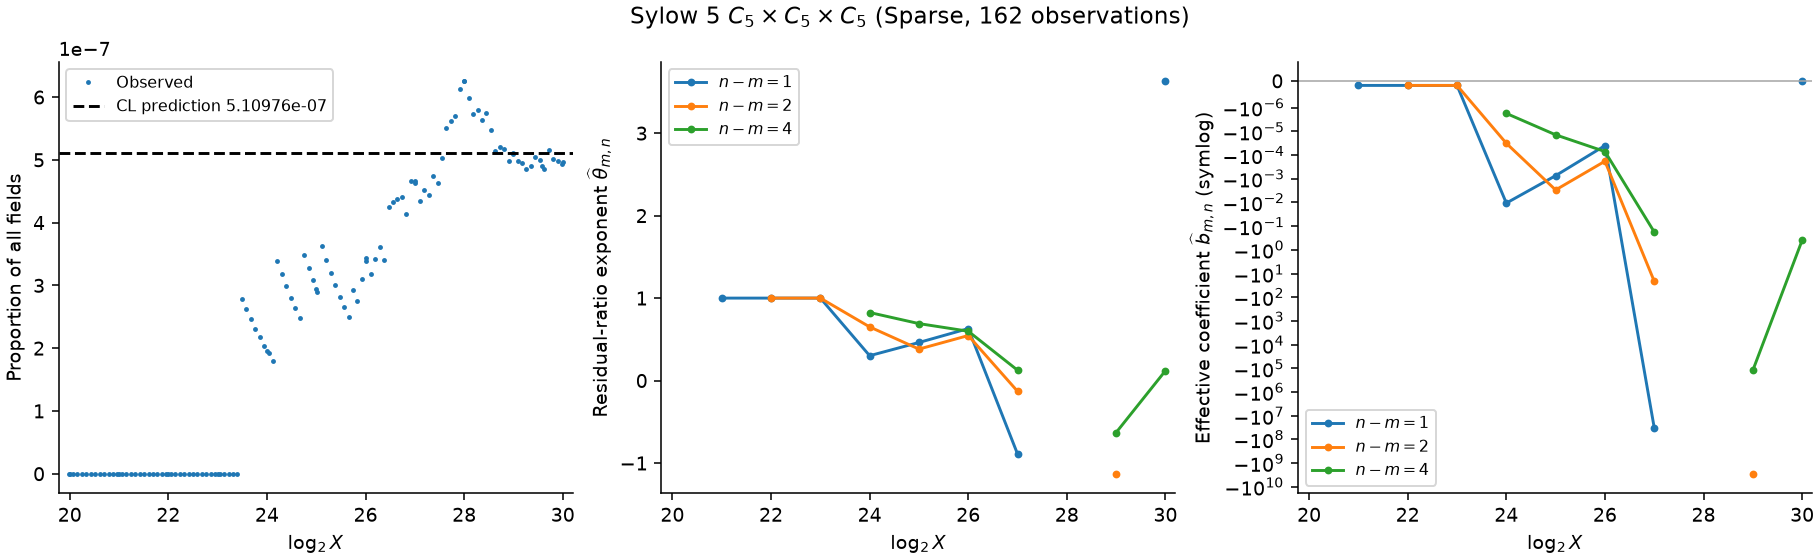 Sylow 5 C₅ × C₅ × C₅ (Sparse, 162 observations)
1e−7
Observed
CL prediction 5.10976e-07
Proportion of all fields
6
5
4
3
2
1
0
20 22 24 26 28 30
log₂ X
n − m = 1
n − m = 2
n − m = 4
Residual-ratio exponent θ̂ₘ,ₙ
3
2
1
0
−1
20 22 24 26 28 30
log₂ X
Effective coefficient b̂ₘ,ₙ (symlog)
0
−10⁻⁶
−10⁻⁵
−10⁻⁴
−10⁻³
−10⁻²
−10⁻¹
−10⁰
−10¹
−10²
−10³
−10⁴
−10⁵
−10⁶
−10⁷
−10⁸
−10⁹
−10¹⁰
n − m = 1
n − m = 2
n − m = 4
20 22 24 26 28 30
log₂ X